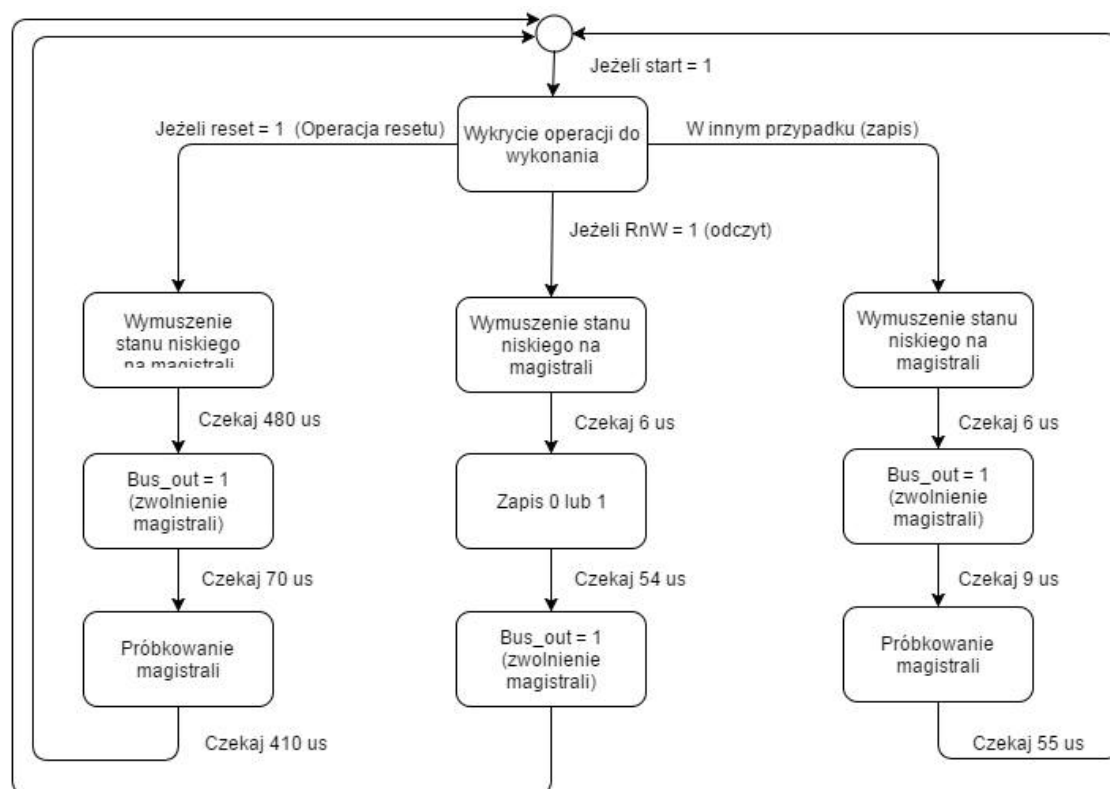 Jeżeli start = 1
Jeżeli reset = 1 (Operacja resetu)
Wykrycie operacji do
wykonania
W innym przypadku (zapis)
Jeżeli RnW = 1 (odczyt)
Wymuszenie
stanu niskiego
na magistrali
Czekaj 480 us
Bus_out = 1
(zwolnienie
magistrali)
Czekaj 70 us
Próbkowanie
magistrali
Czekaj 410 us
Wymuszenie stanu
niskiego na
magistrali
Czekaj 6 us
Zapis 0 lub 1
Czekaj 54 us
Bus_out = 1
(zwolnienie
magistrali)
Wymuszenie stanu
niskiego na
magistrali
Czekaj 6 us
Bus_out = 1
(zwolnienie
magistrali)
Czekaj 9 us
Próbkowanie
magistrali
Czekaj 55 us